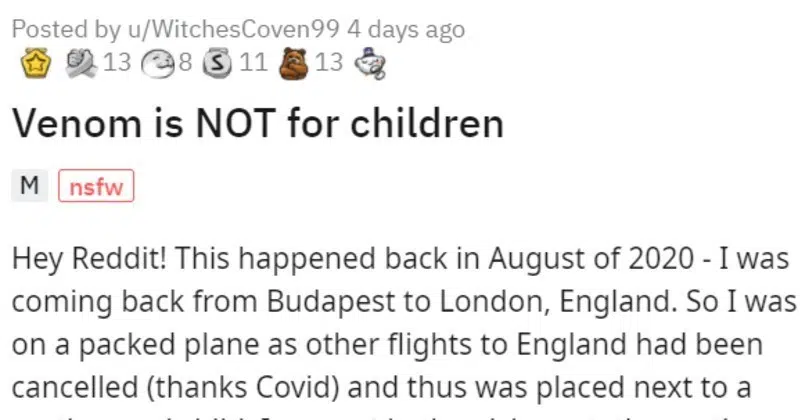 Posted by u/WitchesCoven99 4 days ago
13 8 S 11 13
Venom is NOT for children
M nsfw
Hey Reddit! This happened back in August of 2020 - I was
coming back from Budapest to London, England. So I was
on a packed plane as other flights to England had been
cancelled (thanks Covid) and thus was placed next to a